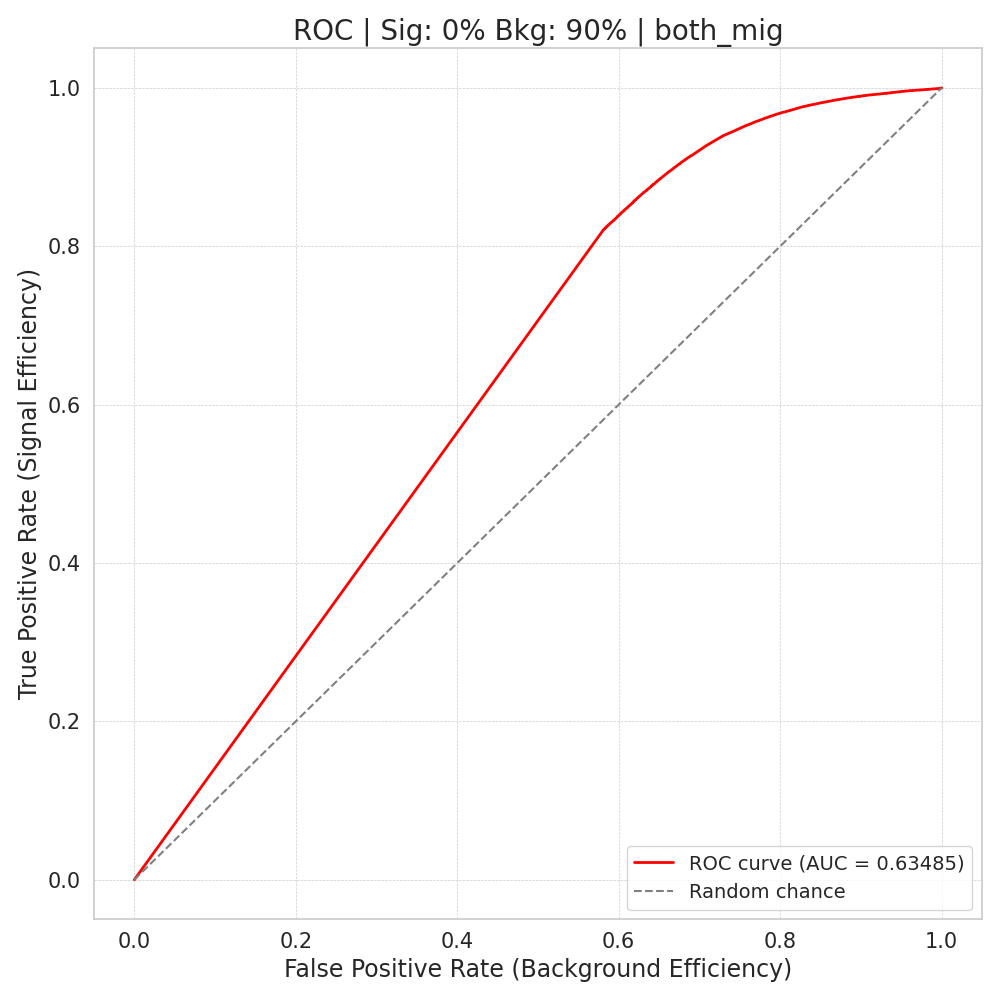 ROC | Sig: 0% Bkg: 90% | both_mig
True Positive Rate (Signal Efficiency)
1.0
0.8
0.6
0.4
0.2
0.0
ROC curve (AUC = 0.63485)
Random chance
0.0 0.2 0.4 0.6 0.8 1.0
False Positive Rate (Background Efficiency)